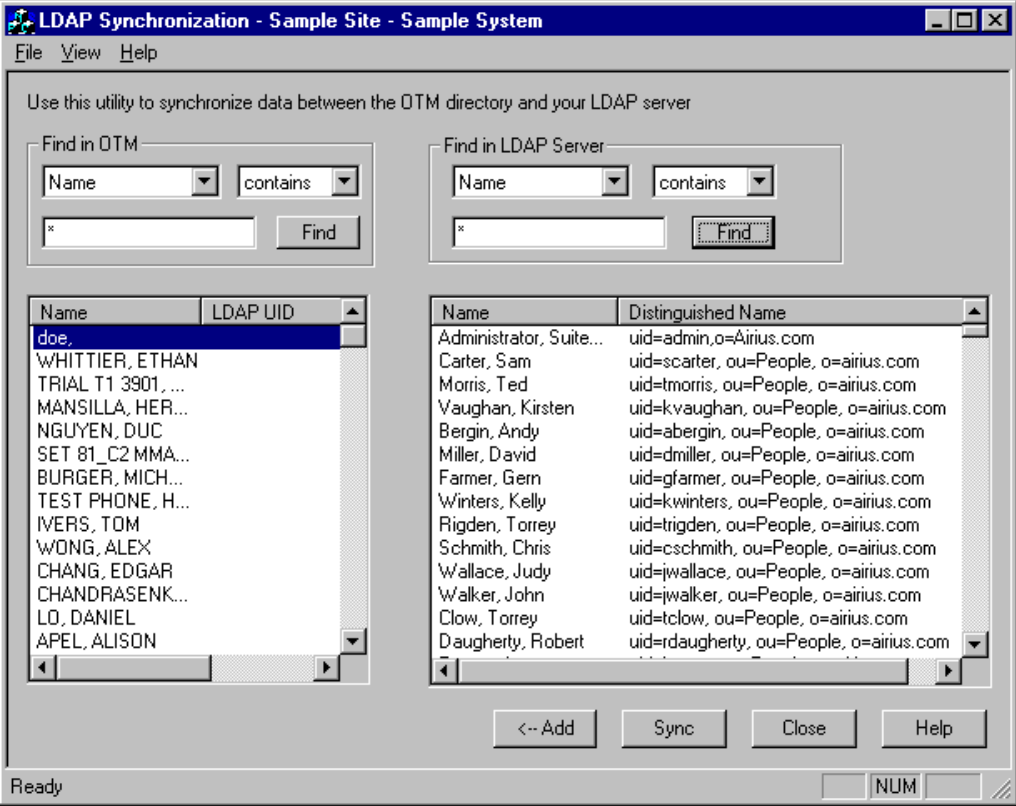 LDAP Synchronization - Sample Site - Sample System
File View Help
Use this utility to synchronize data between the OTM directory and your LDAP server
Find in OTM
Name contains
*
Find
Find in LDAP Server
Name contains
*
Find
Name LDAP UID
doe,
WHITTIER, ETHAN
TRIAL T1 3901, ...
MANSILLA, HER...
NGUYEN, DUC
SET 81_C2 MMA...
BURGER, MICH...
TEST PHONE, H...
IVERS, TOM
WONG, ALEX
CHANG, EDGAR
CHANDRASENK...
LO, DANIEL
APEL, ALISON
Name Distinguished Name
Administrator, Suite... uid=admin,o=Airius.com
Carter, Sam uid=scarter, ou=People, o=airius.com
Morris, Ted uid=tmorris, ou=People, o=airius.com
Vaughan, Kirsten uid=kvaughan, ou=People, o=airius.com
Bergin, Andy uid=abergin, ou=People, o=airius.com
Miller, David uid=dmiller, ou=People, o=airius.com
Farmer, Gern uid=gfarmer, ou=People, o=airius.com
Winters, Kelly uid=kwinters, ou=People, o=airius.com
Rigden, Torrey uid=trigden, ou=People, o=airius.com
Schmith, Chris uid=cschmith, ou=People, o=airius.com
Wallace, Judy uid=jwallace, ou=People, o=airius.com
Walker, John uid=jwalker, ou=People, o=airius.com
Clow, Torrey uid=tclow, ou=People, o=airius.com
Daugherty, Robert uid=rdaugherty, ou=People, o=airius.com
<-- Add Sync Close Help
Ready NUM